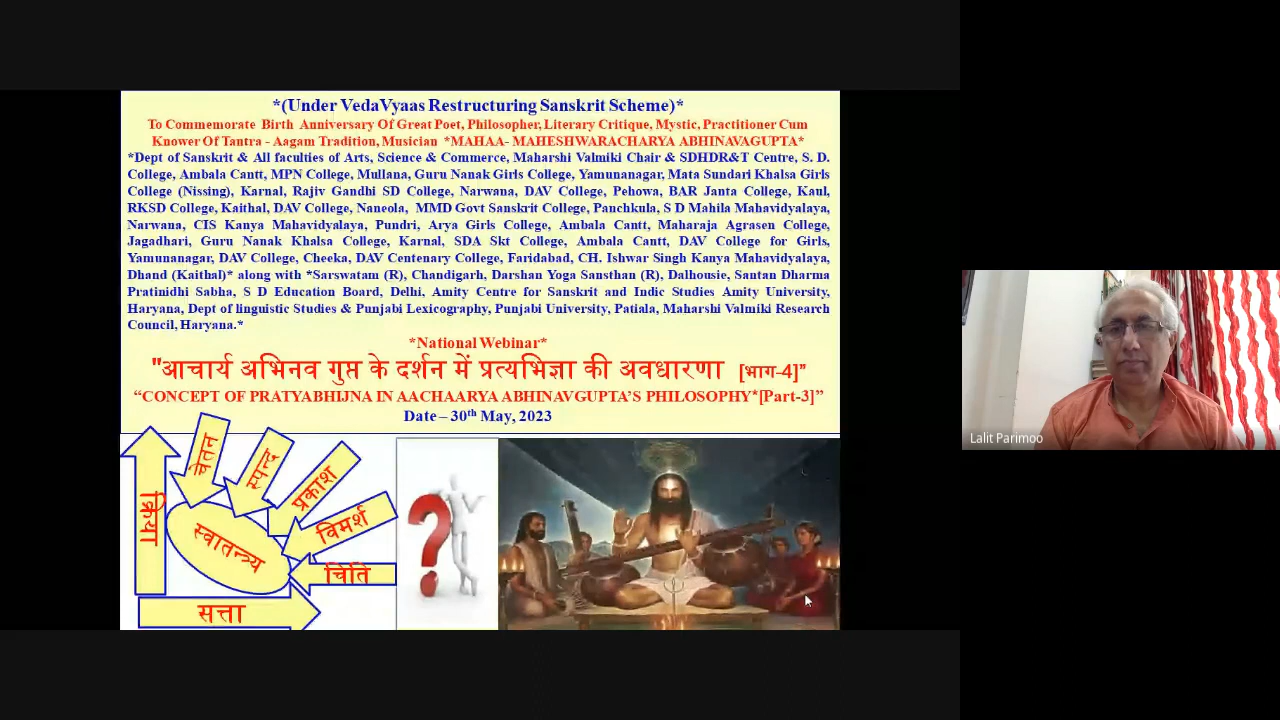 *(Under VedaVyaas Restructuring Sanskrit Scheme)*
To Commemorate Birth Anniversary Of Great Poet, Philosopher, Literary Critique, Mystic, Practitioner Cum
Knower Of Tantra - Aagam Tradition, Musician *MAHAA- MAHESHWARACHARYA ABHINAVAGUPTA*
*Dept of Sanskrit & All faculties of Arts, Science & Commerce, Maharshi Valmiki Chair & SDHDR&T Centre, S. D.
College, Ambala Cantt, MPN College, Mullana, Guru Nanak Girls College, Yamunanagar, Mata Sundari Khalsa Girls
College (Nissing), Karnal, Rajiv Gandhi SD College, Narwana, DAV College, Pehowa, BAR Janta College, Kaul,
RKSD College, Kaithal, DAV College, Naneola, MMD Govt Sanskrit College, Panchkula, S D Mahila Mahavidyalaya,
Narwana, CIS Kanya Mahavidyalaya, Pundri, Arya Girls College, Ambala Cantt, Maharaja Agrasen College,
Jagadhari, Guru Nanak Khalsa College, Karnal, SDA Skt College, Ambala Cantt, DAV College for Girls,
Yamunanagar, DAV College, Cheeka, DAV Centenary College, Faridabad, CH. Ishwar Singh Kanya Mahavidyalaya,
Dhand (Kaithal)* along with *Sarswatam (R), Chandigarh, Darshan Yoga Sansthan (R), Dalhousie, Santan Dharma
Pratinidhi Sabha, S D Education Board, Delhi, Amity Centre for Sanskrit and Indic Studies Amity University,
Haryana, Dept of linguistic Studies & Punjabi Lexicography, Punjabi University, Patiala, Maharshi Valmiki Research
Council, Haryana.*
*National Webinar*
"आचार्य अभिनव गुप्त के दर्शन में प्रत्यभिज्ञा की अवधारणा [भाग-4]”
“CONCEPT OF PRATYABHIJNA IN AACHAARYA ABHINAVGUPTA’S PHILOSOPHY*[Part-3]”
Date – 30th May, 2023
क्रिया
चेतन
स्पन्द
प्रकाश
विमर्श
चिति
स्वातन्त्र्य
सत्ता
?
Lalit Parimoo